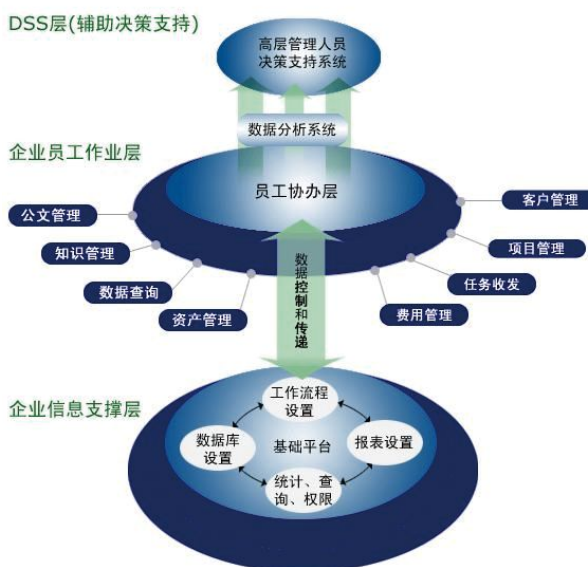 DSS层(辅助决策支持)
高层管理人员
决策支持系统
数据分析系统
企业员工作业层
员工协办层
公文管理
知识管理
数据查询
资产管理
客户管理
项目管理
任务收发
费用管理
数据控制和传递
企业信息支撑层
工作流程
设置
数据库
设置
基础平台
报表设置
统计、查
询、权限